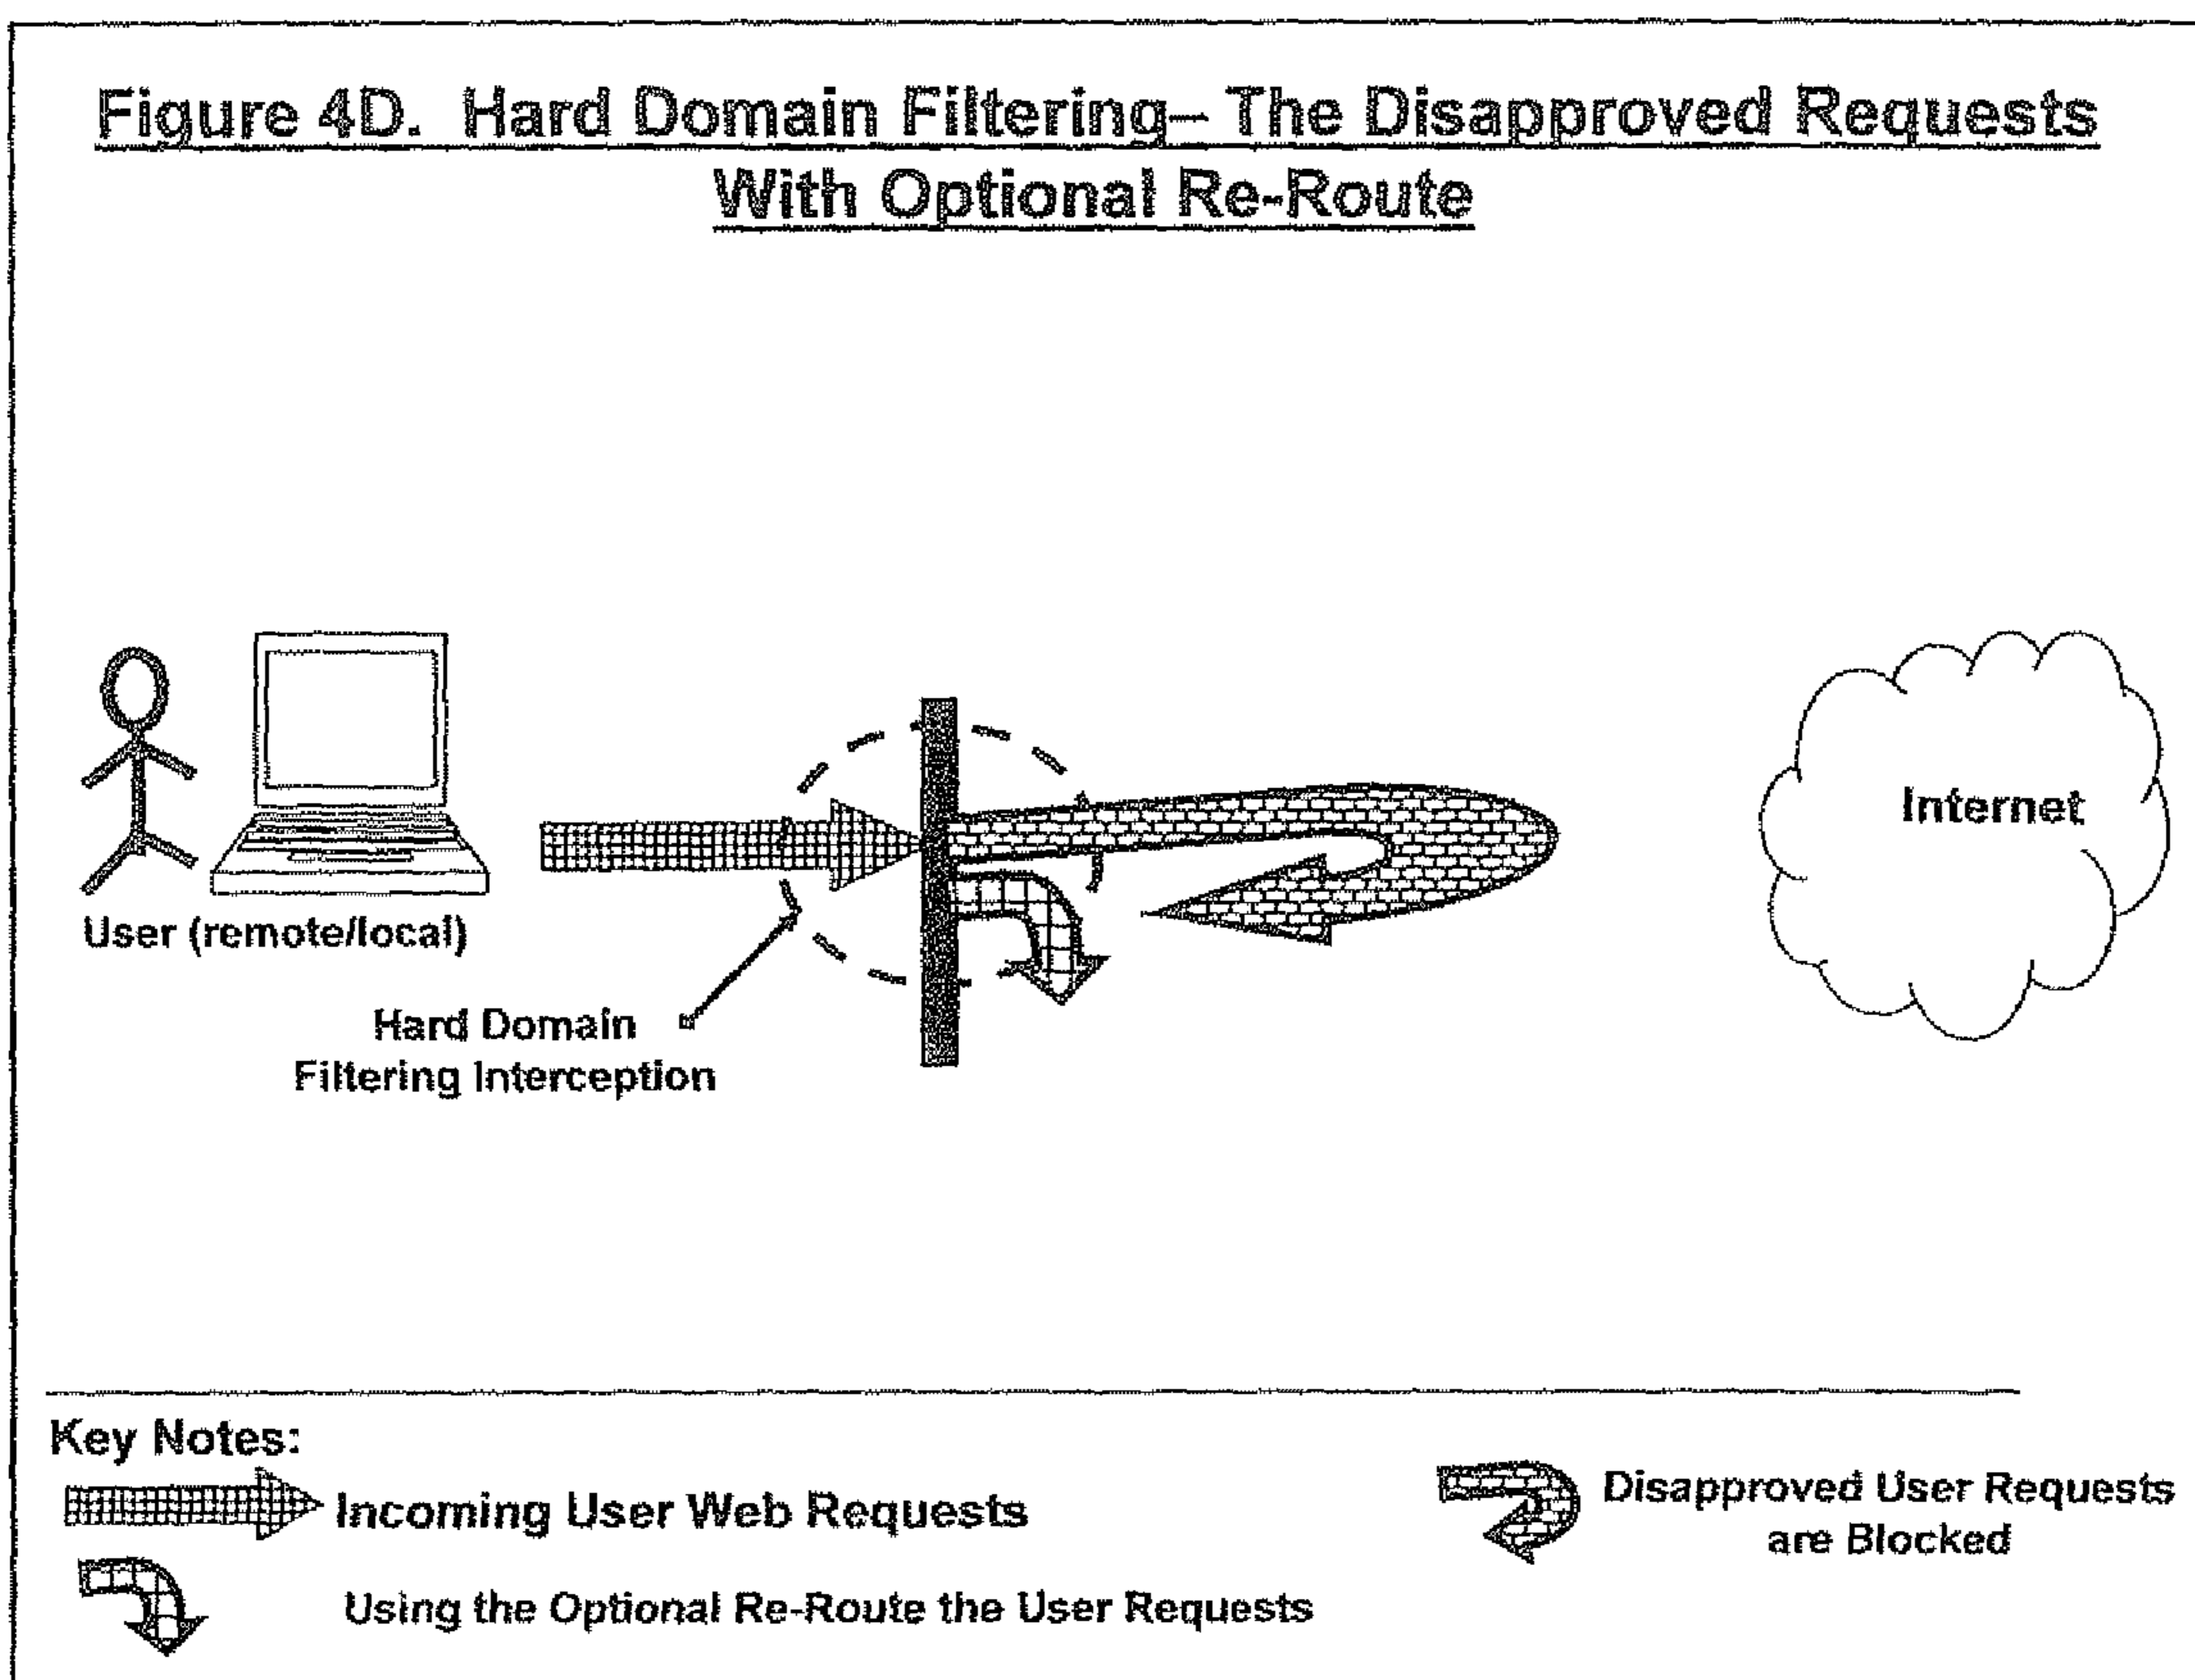 Figure 4D. Hard Domain Filtering– The Disapproved Requests
With Optional Re-Route
Internet
User (remote/local)
Hard Domain
Filtering Interception
Key Notes:
Incoming User Web Requests
Disapproved User Requests
are Blocked
Using the Optional Re-Route the User Requests